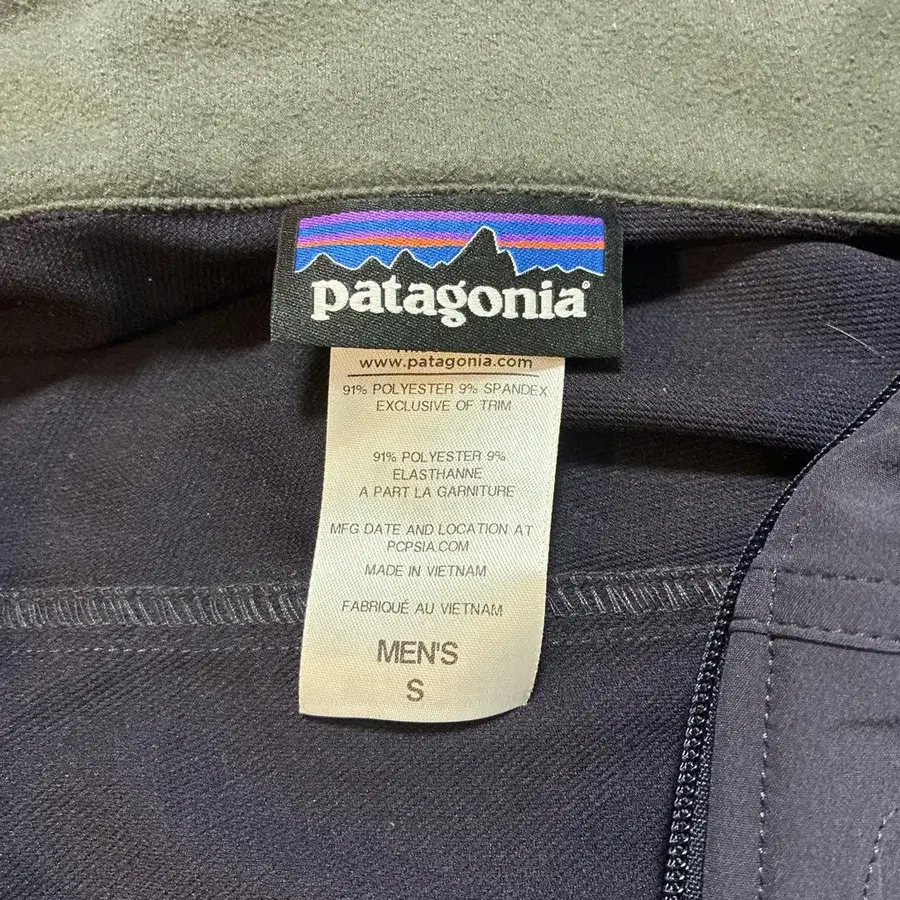 patagonia®
www.patagonia.com
91% POLYESTER 9% SPANDEX
EXCLUSIVE OF TRIM
91% POLYESTER 9%
ELASTHANNE
A PART LA GARNITURE
MFG DATE AND LOCATION AT
PCPSIA.COM
MADE IN VIETNAM
FABRIQUÉ AU VIETNAM
MEN'S
S